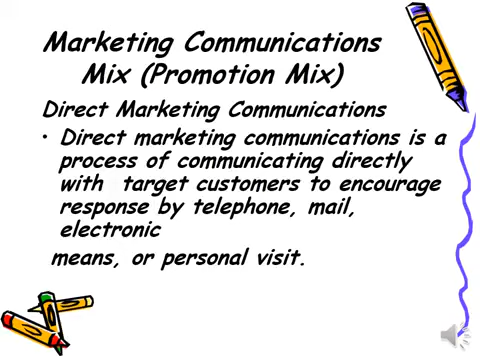 Marketing Communications
Mix (Promotion Mix)
Direct Marketing Communications
• Direct marketing communications is a
process of communicating directly
with target customers to encourage
response by telephone, mail,
electronic
means, or personal visit.